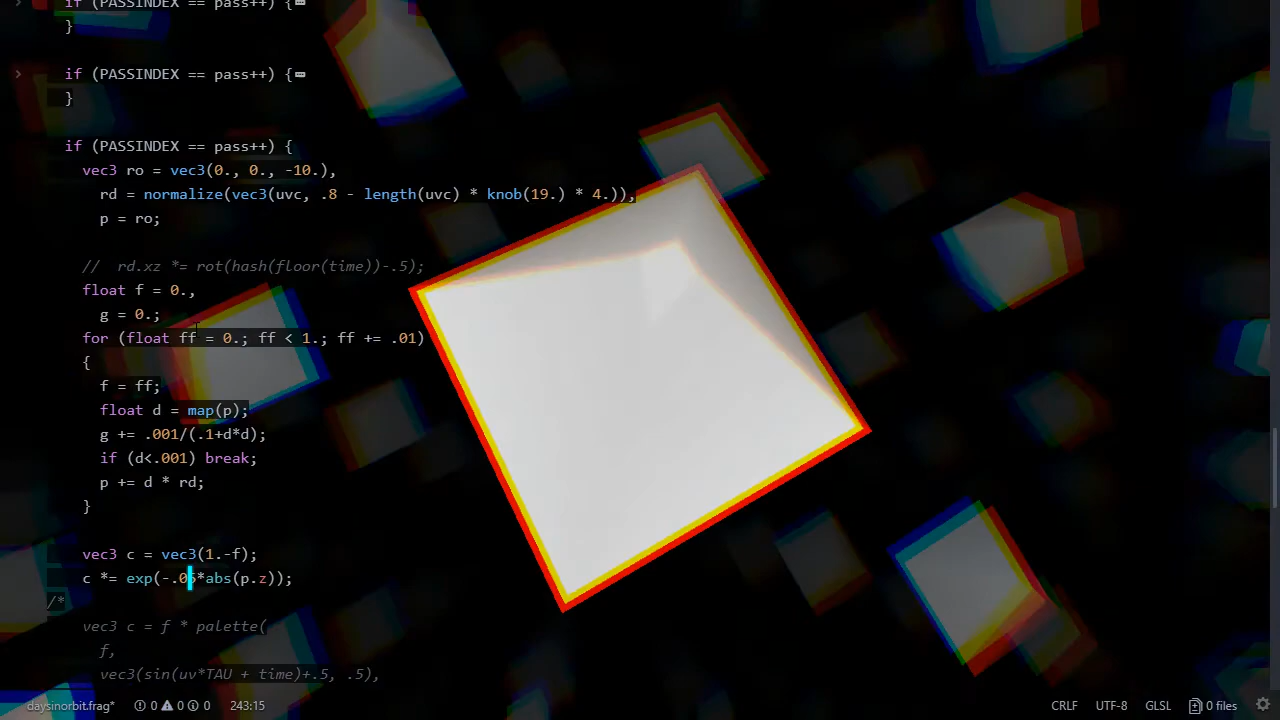 if (PASSINDEX == pass++) {
}
if (PASSINDEX == pass++) {
}
if (PASSINDEX == pass++) {
vec3 ro = vec3(0., 0., -10.),
rd = normalize(vec3(uvc, .8 - length(uvc) * knob(19.) * 4.)),
p = ro;
// rd.xz *= rot(hash(floor(time))-.5);
float f = 0.,
g = 0.;
for (float ff = 0.; ff < 1.; ff += .01)
{
f = ff;
float d = map(p);
g += .001/(.1+d*d);
if (d<.001) break;
p += d * rd;
}
vec3 c = vec3(1.-f);
c *= exp(-.05*abs(p.z));
/*
vec3 c = f * palette(
f,
vec3(sin(uv*TAU + time)+.5, .5),
daysinorbit.frag* 0 0 0 243:15 CRLF UTF-8 GLSL 0 files